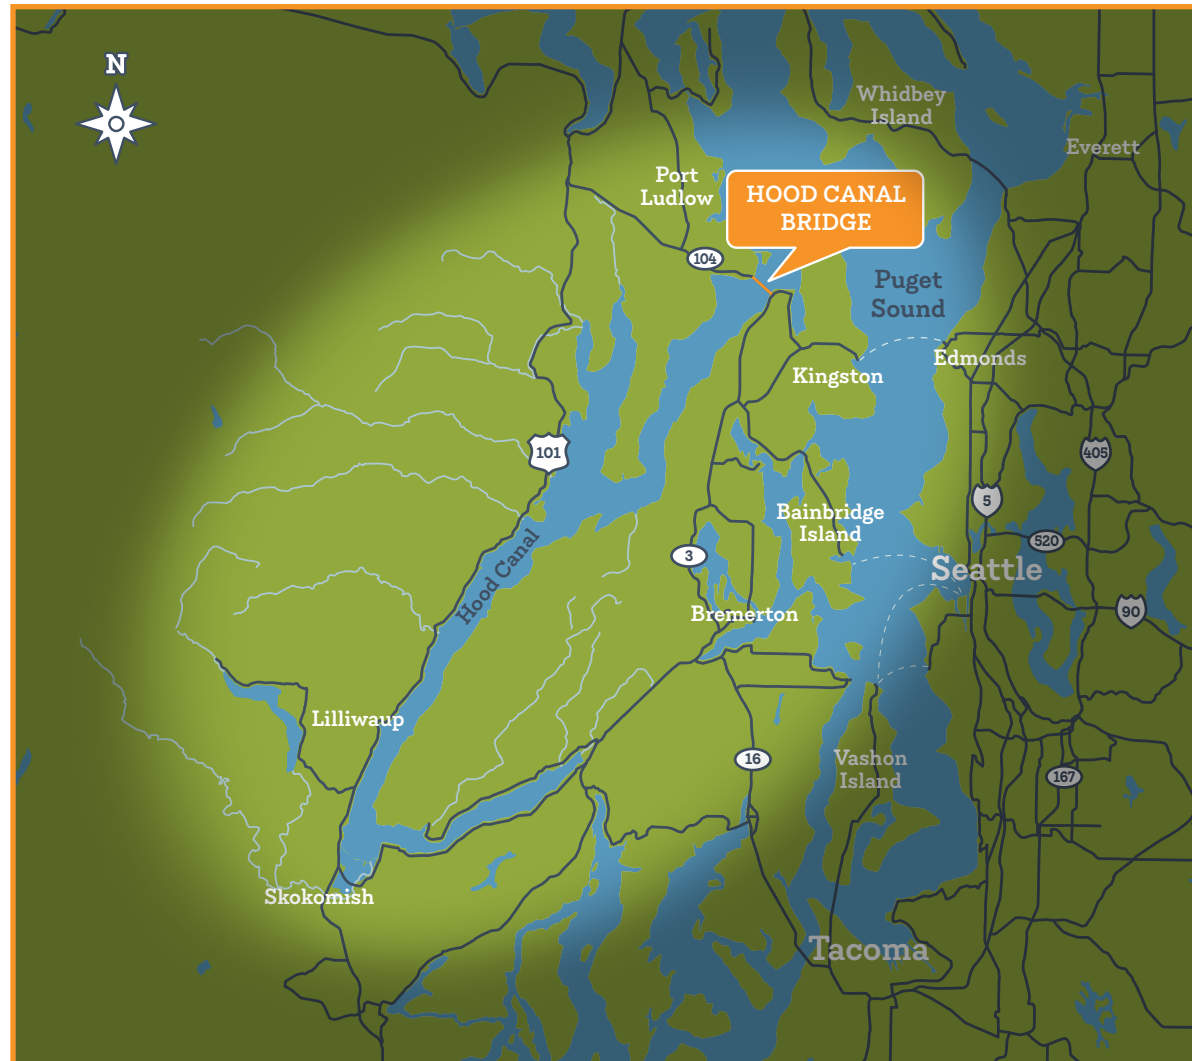 N
Whidbey
Island
Everett
Port
Ludlow
HOOD CANAL
BRIDGE
104
Puget
Sound
Edmonds
Kingston
101
405
5
Bainbridge
Island
520
3
Seattle
Hood Canal
90
Bremerton
Lilliwaup
16
Vashon
Island
167
Skokomish
Tacoma